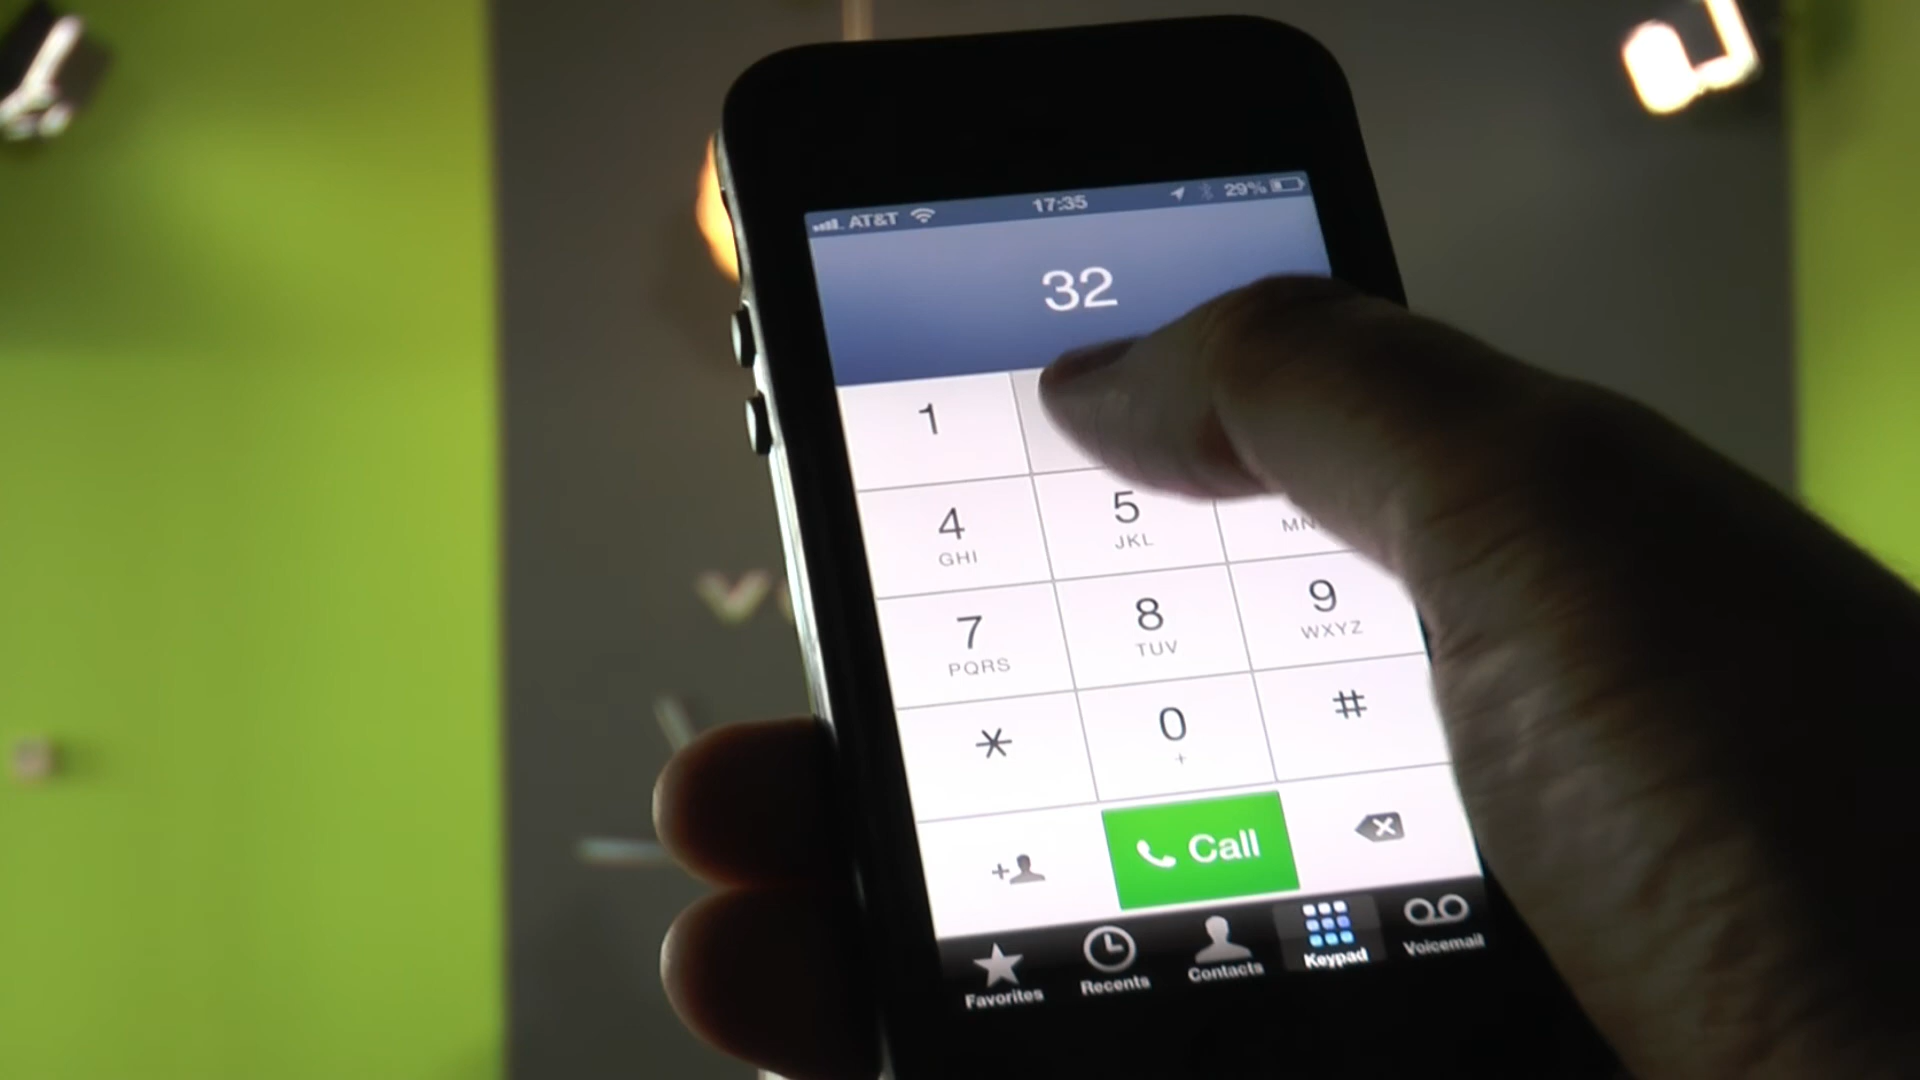 AT&T 17:35 29%
32
1
4 5
GHI JKL MN
7 8 9
PQRS TUV WXYZ
* 0 #
+
+ Call
Favorites Recents Contacts Keypad Voicemail